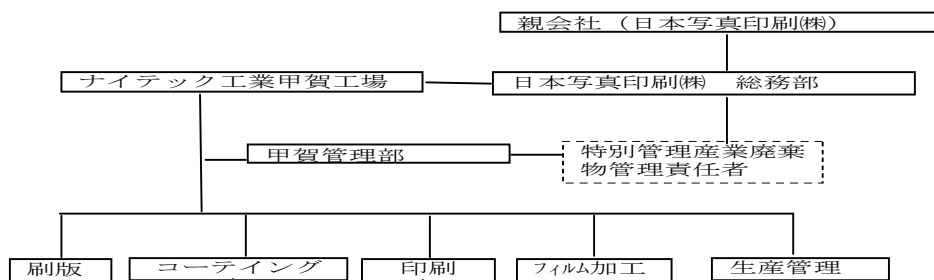 親会社（日本写真印刷㈱）
ナイテック工業甲賀工場
日本写真印刷㈱　総務部
甲賀管理部
特別管理産業廃棄
物管理責任者
刷版
コーテイング
印刷
フィルム加工
生産管理